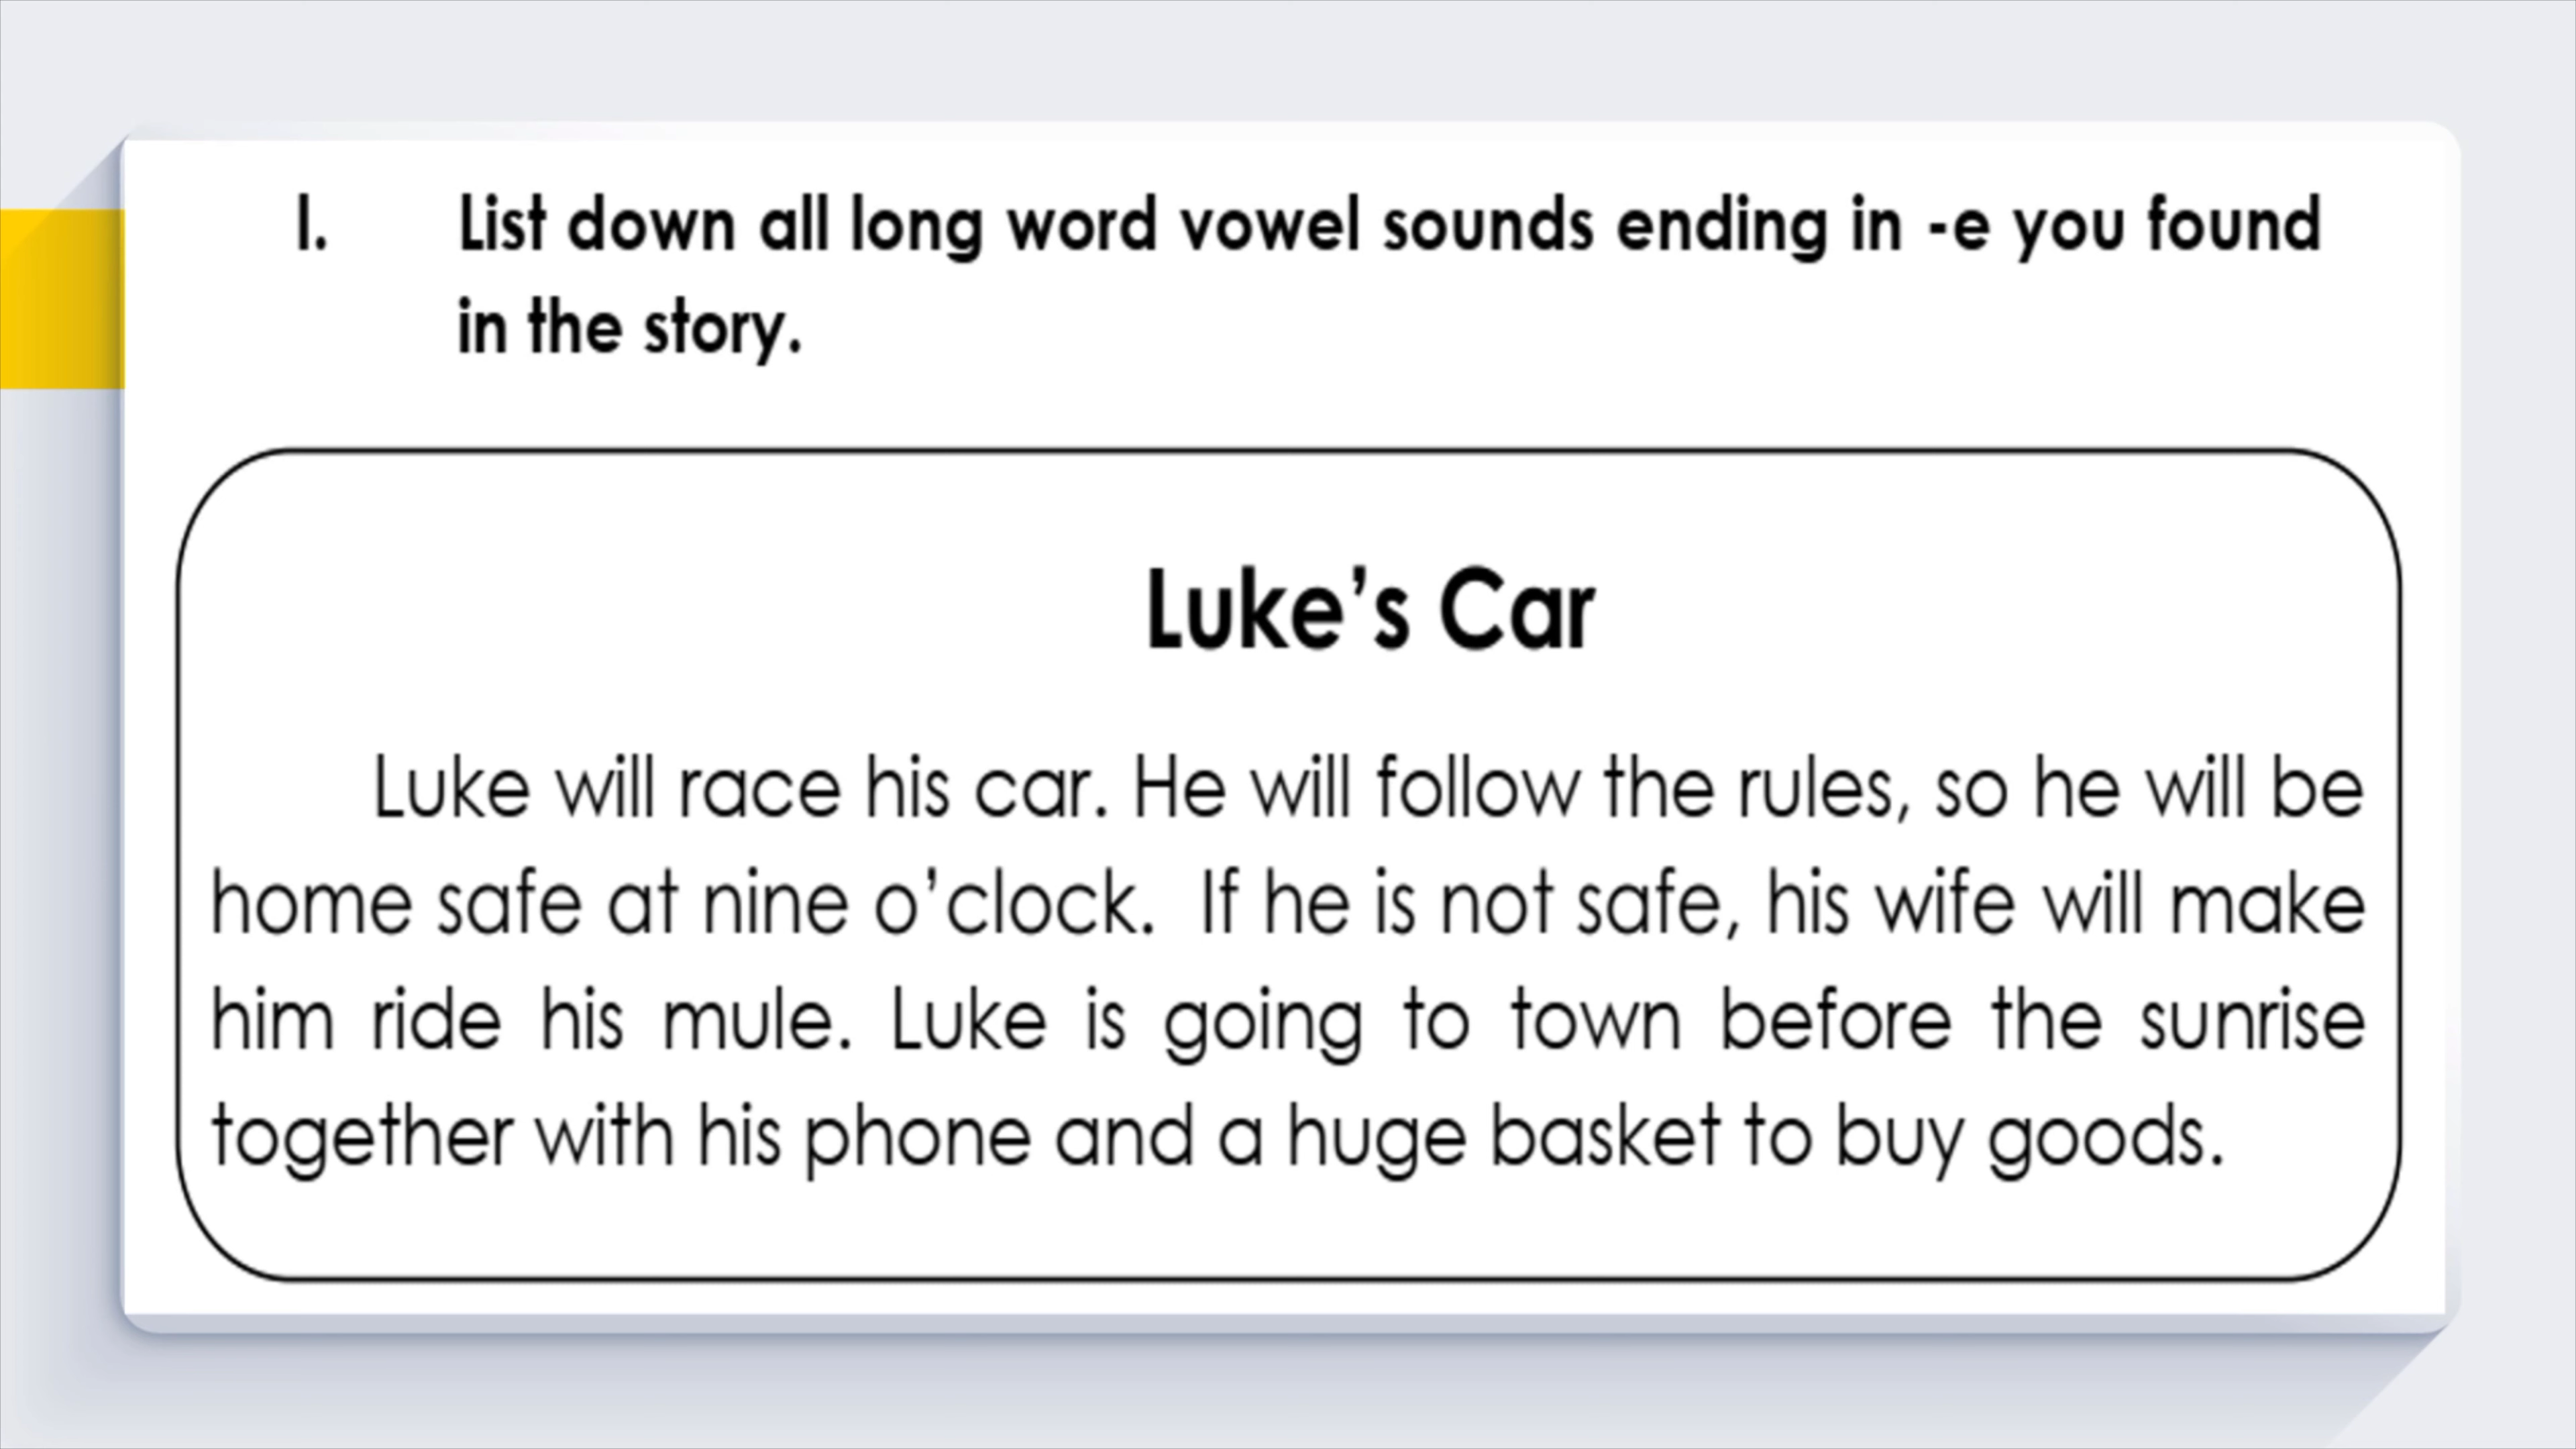 I. List down all long word vowel sounds ending in -e you found
in the story.
Luke’s Car
Luke will race his car. He will follow the rules, so he will be
home safe at nine o’clock. If he is not safe, his wife will make
him ride his mule. Luke is going to town before the sunrise
together with his phone and a huge basket to buy goods.